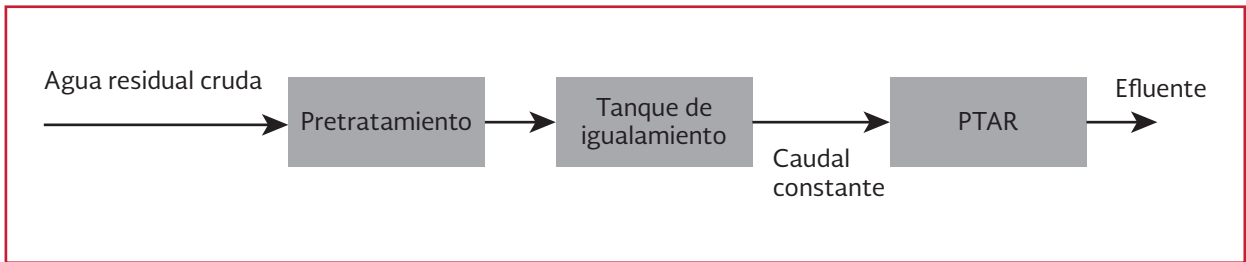 Agua residual cruda
Pretratamiento
Tanque de
igualamiento
Caudal
constante
PTAR
Efluente